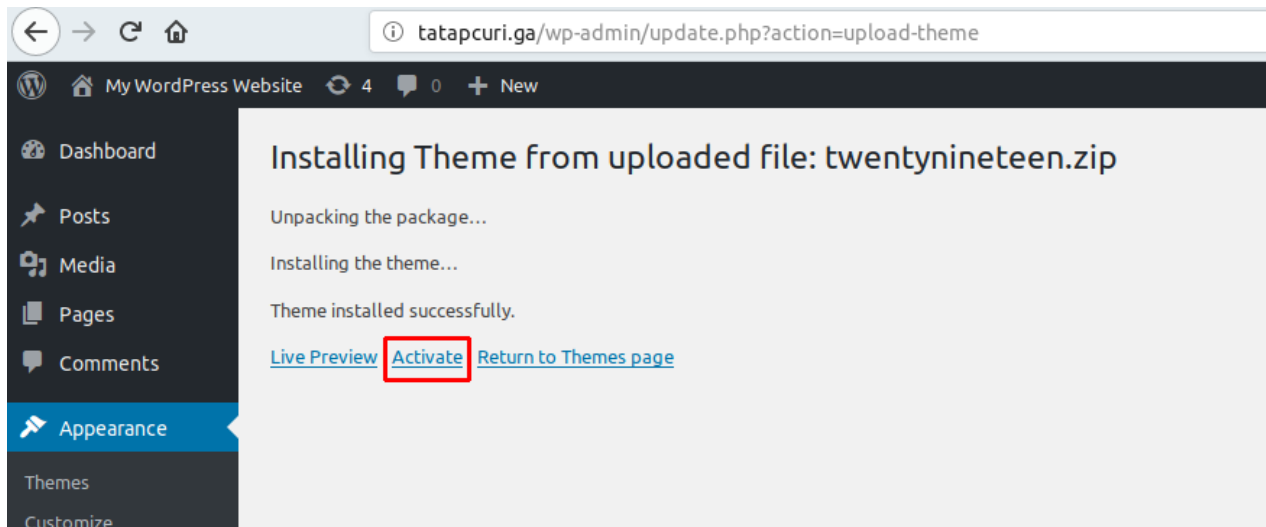 tatapcuri.ga/wp-admin/update.php?action=upload-theme
My WordPress Website 4 0 + New
Dashboard
Installing Theme from uploaded file: twentynineteen.zip
Posts
Unpacking the package…
Media
Installing the theme…
Pages
Theme installed successfully.
Comments
Live Preview Activate Return to Themes page
Appearance
Themes
Customize